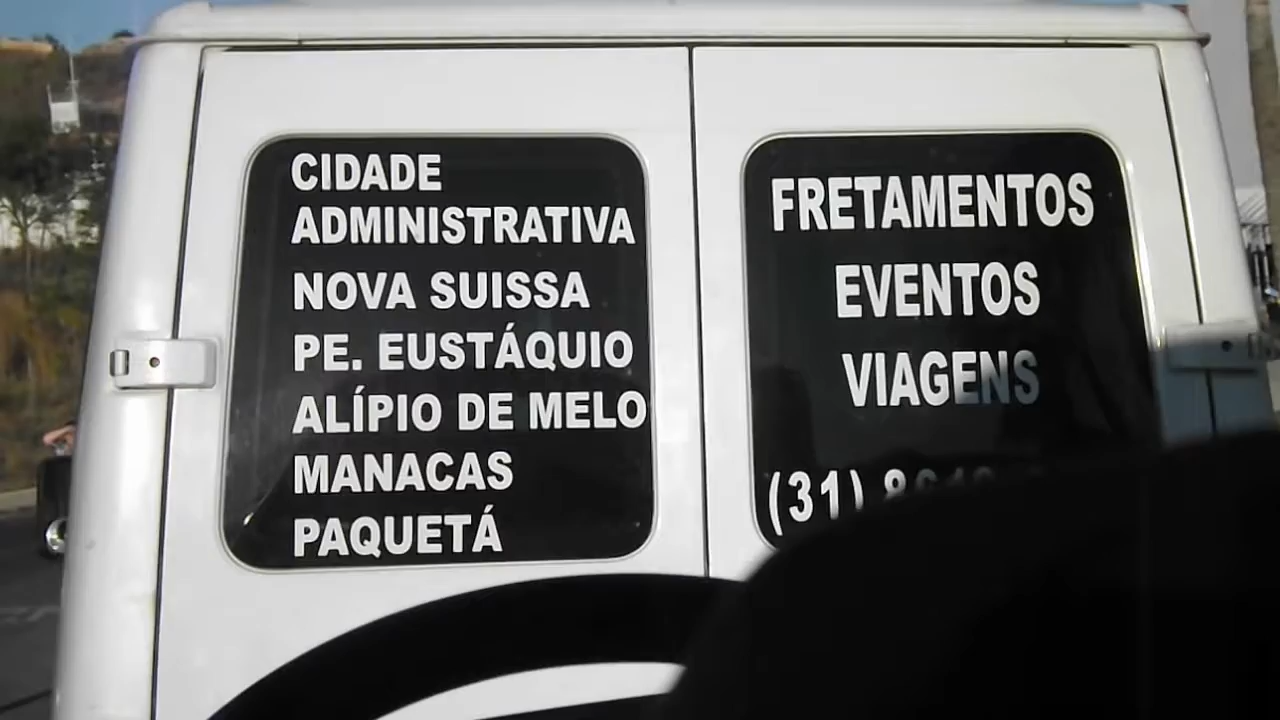 CIDADE
ADMINISTRATIVA
NOVA SUISSA
PE. EUSTÁQUIO
ALÍPIO DE MELO
MANACAS
PAQUETÁ
FRETAMENTOS
EVENTOS
VIAGENS
(31)